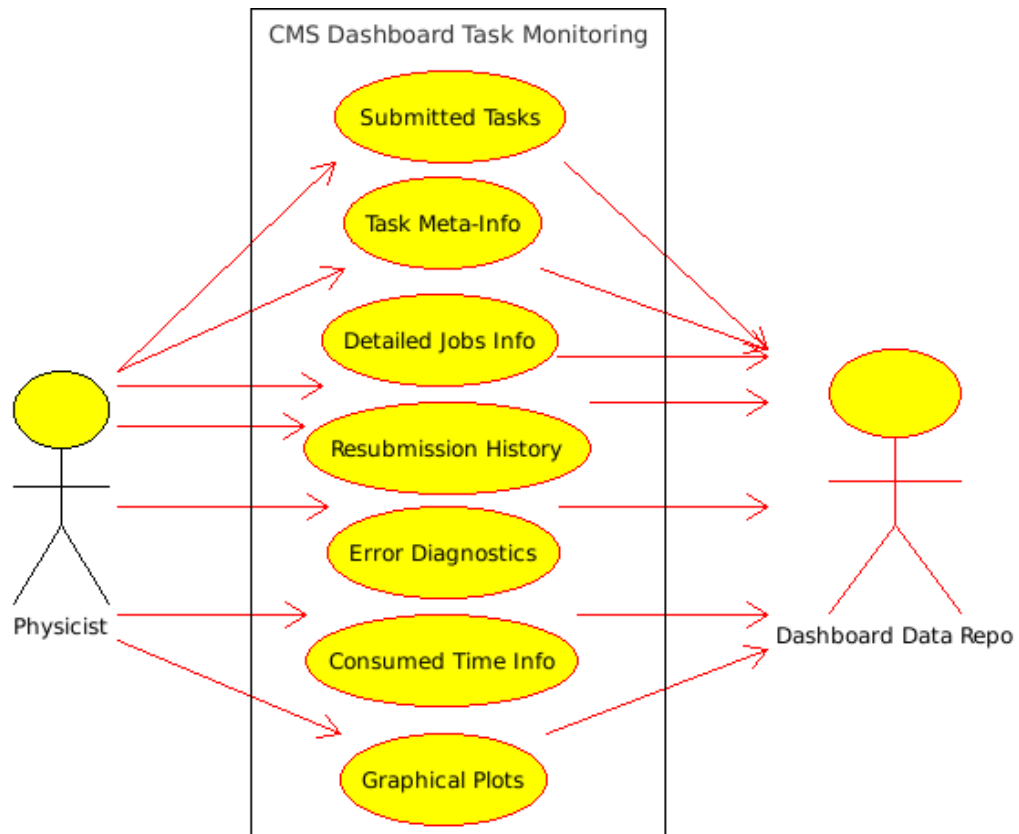 CMS Dashboard Task Monitoring
Submitted Tasks
Task Meta-Info
Detailed Jobs Info
Resubmission History
Error Diagnostics
Physicist
Dashboard Data Repo
Consumed Time Info
Graphical Plots